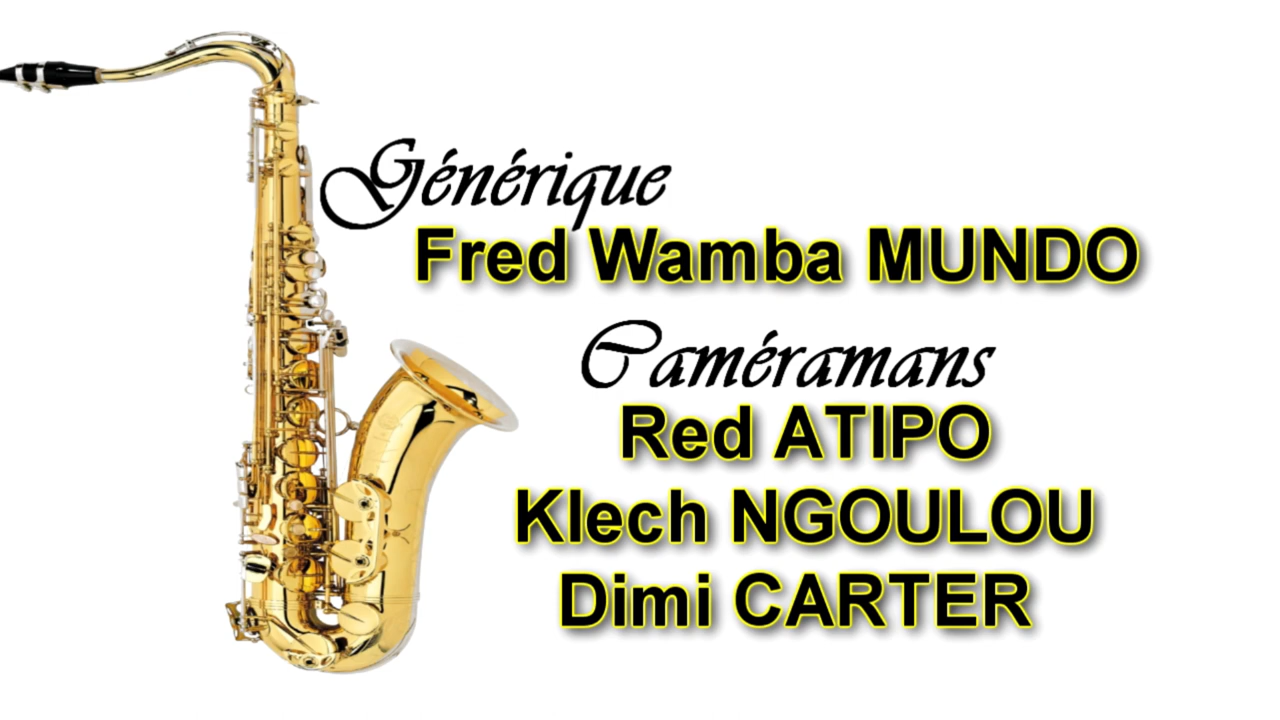 Générique
Fred Wamba MUNDO
Caméramans
Red ATIPO
Klech NGOULOU
Dimi CARTER